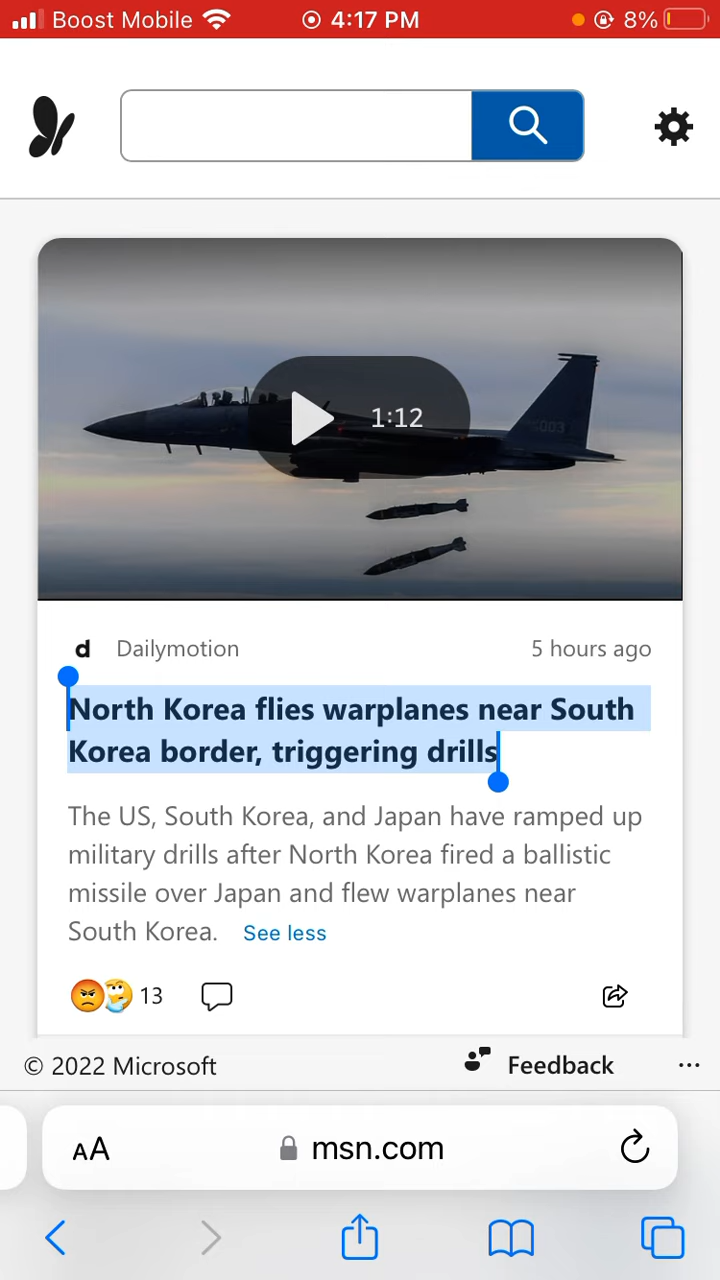 Boost Mobile 4:17 PM 8%
1:12
003
d Dailymotion 5 hours ago
North Korea flies warplanes near South
Korea border, triggering drills
The US, South Korea, and Japan have ramped up
military drills after North Korea fired a ballistic
missile over Japan and flew warplanes near
South Korea. See less
13
© 2022 Microsoft Feedback ...
AA msn.com